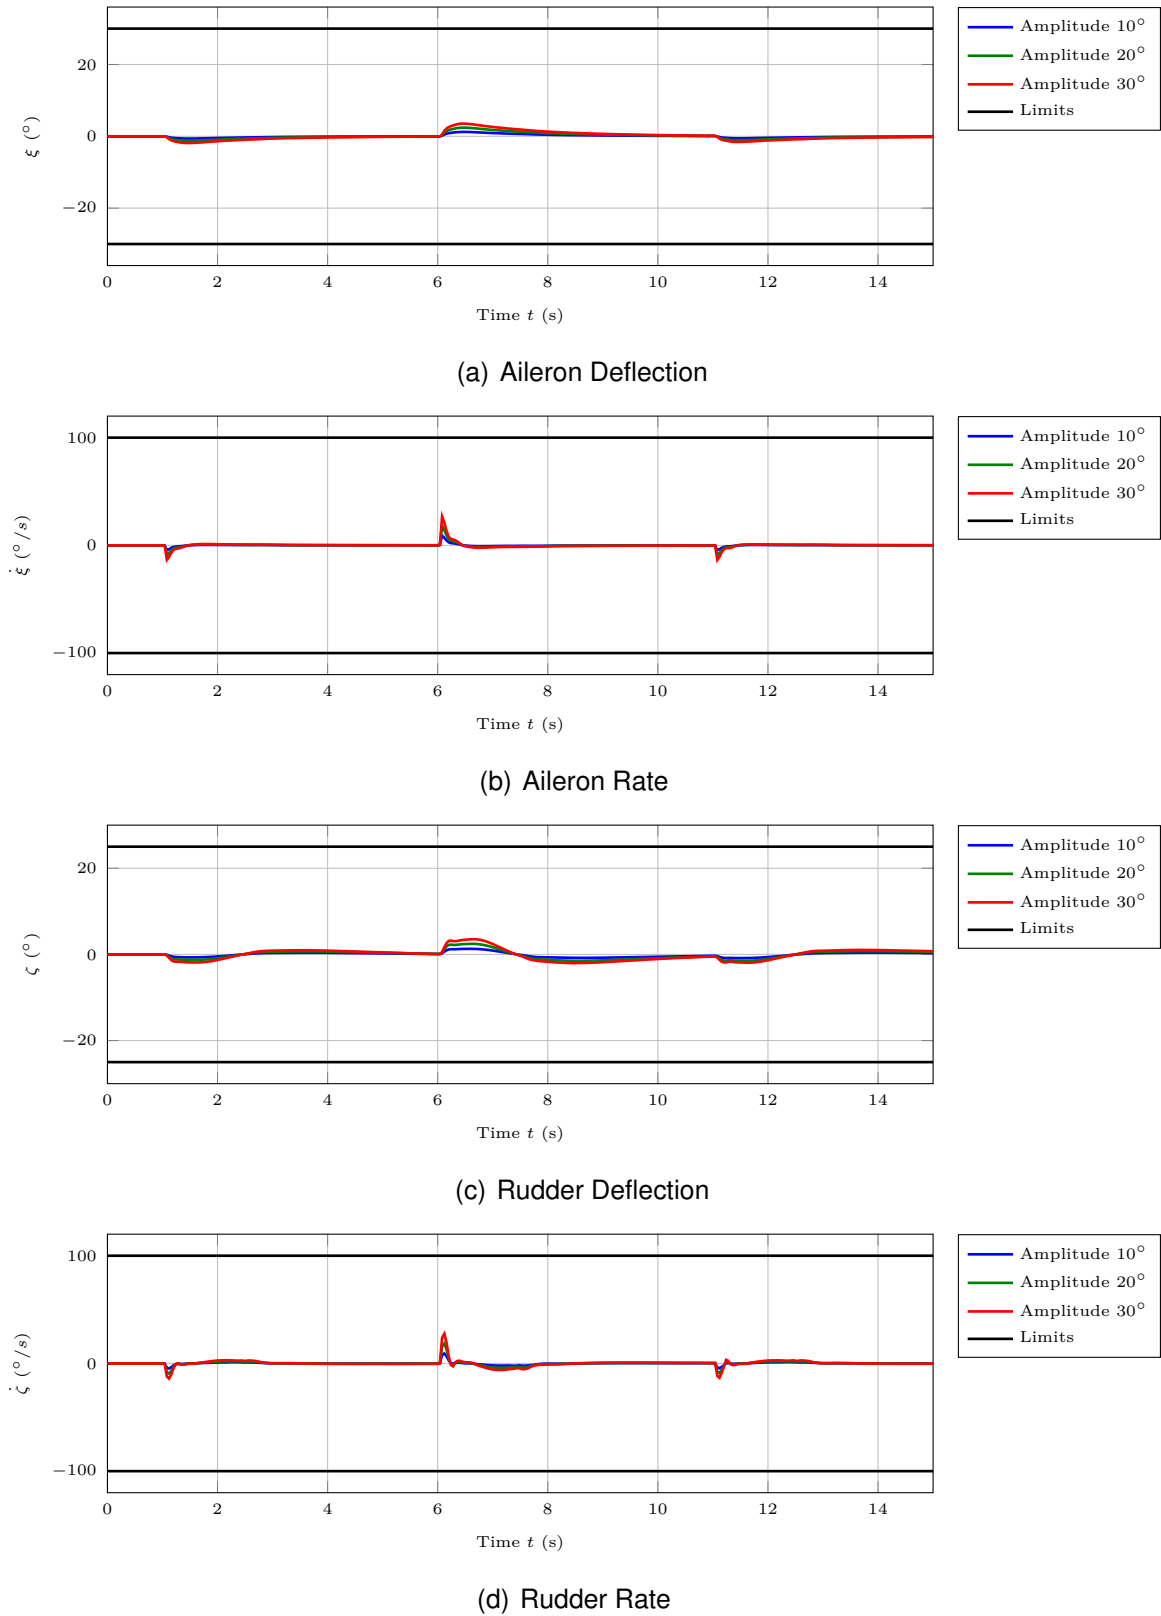 20
0
−20
ξ (°)
0 2 4 6 8 10 12 14
Time t (s)
Amplitude 10°
Amplitude 20°
Amplitude 30°
Limits
(a) Aileron Deflection
100
0
−100
ξ̇ (°/s)
0 2 4 6 8 10 12 14
Time t (s)
Amplitude 10°
Amplitude 20°
Amplitude 30°
Limits
(b) Aileron Rate
20
0
−20
ζ (°)
0 2 4 6 8 10 12 14
Time t (s)
Amplitude 10°
Amplitude 20°
Amplitude 30°
Limits
(c) Rudder Deflection
100
0
−100
ζ̇ (°/s)
0 2 4 6 8 10 12 14
Time t (s)
Amplitude 10°
Amplitude 20°
Amplitude 30°
Limits
(d) Rudder Rate